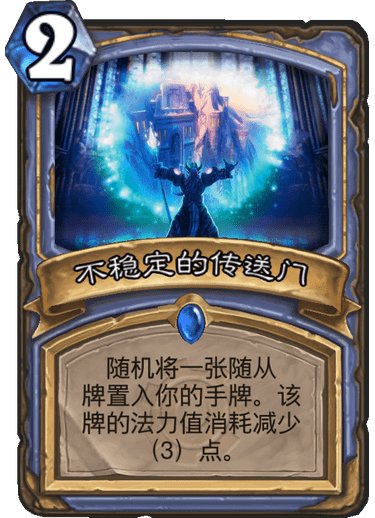 2
不稳定的传送门
随机将一张随从
牌置入你的手牌。该
牌的法力值消耗减少
（3）点。